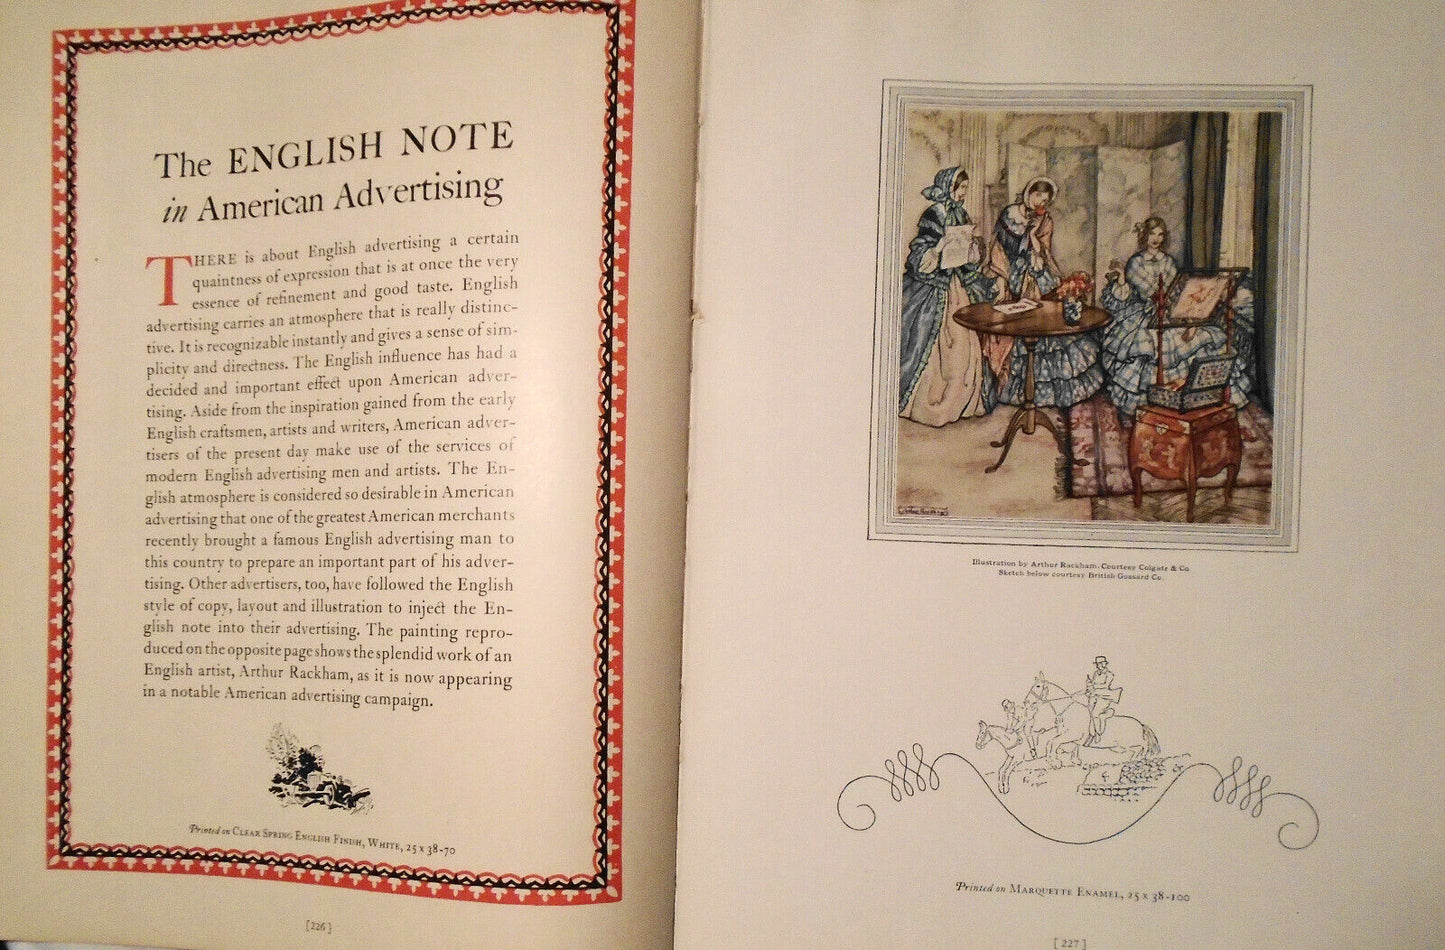 The ENGLISH NOTE
in American Advertising
THERE is about English advertising a certain
quaintness of expression that is at once the very
essence of refinement and good taste. English
advertising carries an atmosphere that is really distinc-
tive. It is recognizable instantly and gives a sense of sim-
plicity and directness. The English influence has had a
decided and important effect upon American adver-
tising. Aside from the inspiration gained from the early
English craftsmen, artists and writers, American adver-
tisers of the present day make use of the services of
modern English advertising men and artists. The En-
glish atmosphere is considered so desirable in American
advertising that one of the greatest American merchants
recently brought a famous English advertising man to
this country to prepare an important part of his adver-
tising. Other advertisers, too, have followed the English
style of copy, layout and illustration to inject the En-
glish note into their advertising. The painting repro-
duced on the opposite page shows the splendid work of an
English artist, Arthur Rackham, as it is now appearing
in a notable American advertising campaign.
Printed on CLEAR SPRING ENGLISH FINISH, WHITE, 25 x 38-70
[226]
Arthur Rackham
Illustration by Arthur Rackham. Courtesy Colgate & Co
Sketch below courtesy British Gossard Co.
Printed on MARQUETTE ENAMEL, 25 x 38-100
[227]